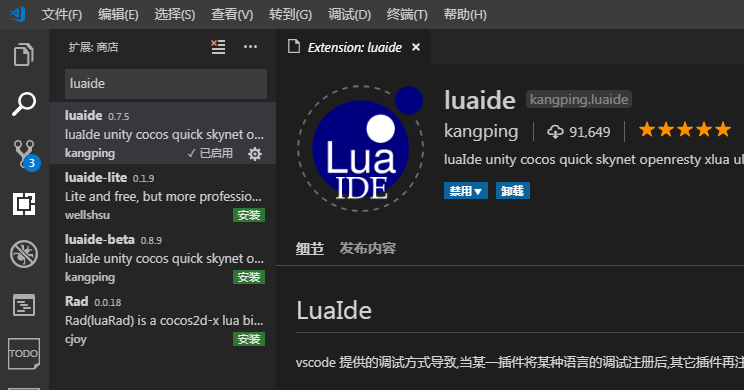 文件(F) 编辑(E) 选择(S) 查看(V) 转到(G) 调试(D) 终端(T) 帮助(H)
扩展: 商店
luaide
luaide 0.7.5
luaIde unity cocos quick skynet o...
kangping ✓ 已启用
luaide-lite 0.1.9
Lite and free, but more professio...
wellshsu 安装
luaide-beta 0.8.9
luaIde unity cocos quick skynet o...
kangping 安装
Rad 0.0.18
Rad(luaRad) is a cocos2d-x lua bi...
cjoy 安装
3
TODO
Extension: luaide ×
Lua
IDE
luaide kangping.luaide
kangping 91,649
luaIde unity cocos quick skynet openresty xlua ul
禁用 卸载
细节 发布内容
LuaIde
vscode 提供的调试方式导致,当某一插件将某种语言的调试注册后,其它插件再注